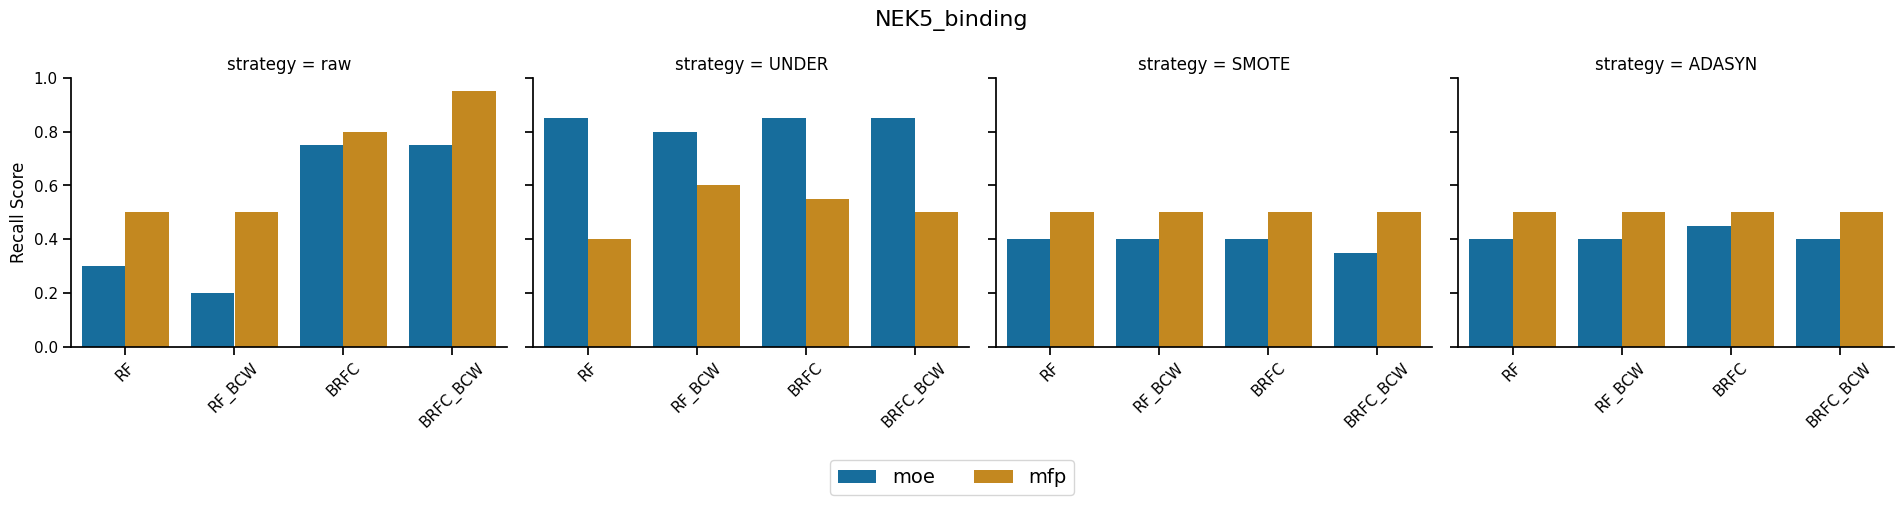 NEK5_binding
strategy = raw
strategy = UNDER
strategy = SMOTE
strategy = ADASYN
Recall Score
1.0
0.8
0.6
0.4
0.2
0.0
RF
RF_BCW
BRFC
BRFC_BCW
RF
RF_BCW
BRFC
BRFC_BCW
RF
RF_BCW
BRFC
BRFC_BCW
RF
RF_BCW
BRFC
BRFC_BCW
moe
mfp